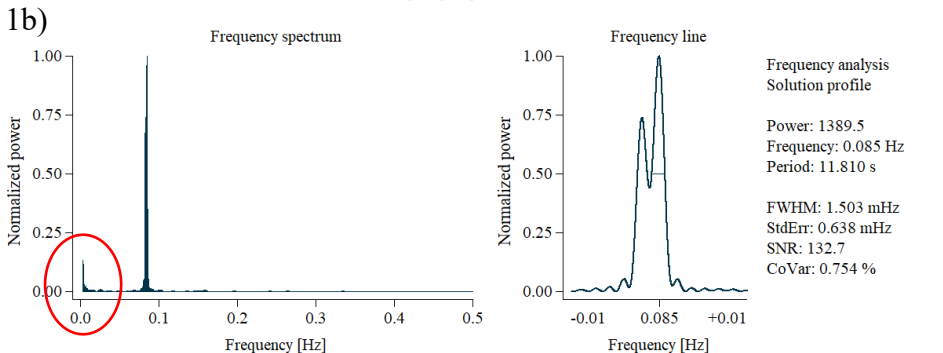 1b)
Frequency spectrum
1.00
0.75
0.50
0.25
0.00
Normalized power
0.0 0.1 0.2 0.3 0.4 0.5
Frequency [Hz]
Frequency line
1.00
0.75
0.50
0.25
0.00
Normalized power
-0.01 0.085 +0.01
Frequency [Hz]
Frequency analysis
Solution profile
Power: 1389.5
Frequency: 0.085 Hz
Period: 11.810 s
FWHM: 1.503 mHz
StdErr: 0.638 mHz
SNR: 132.7
CoVar: 0.754 %